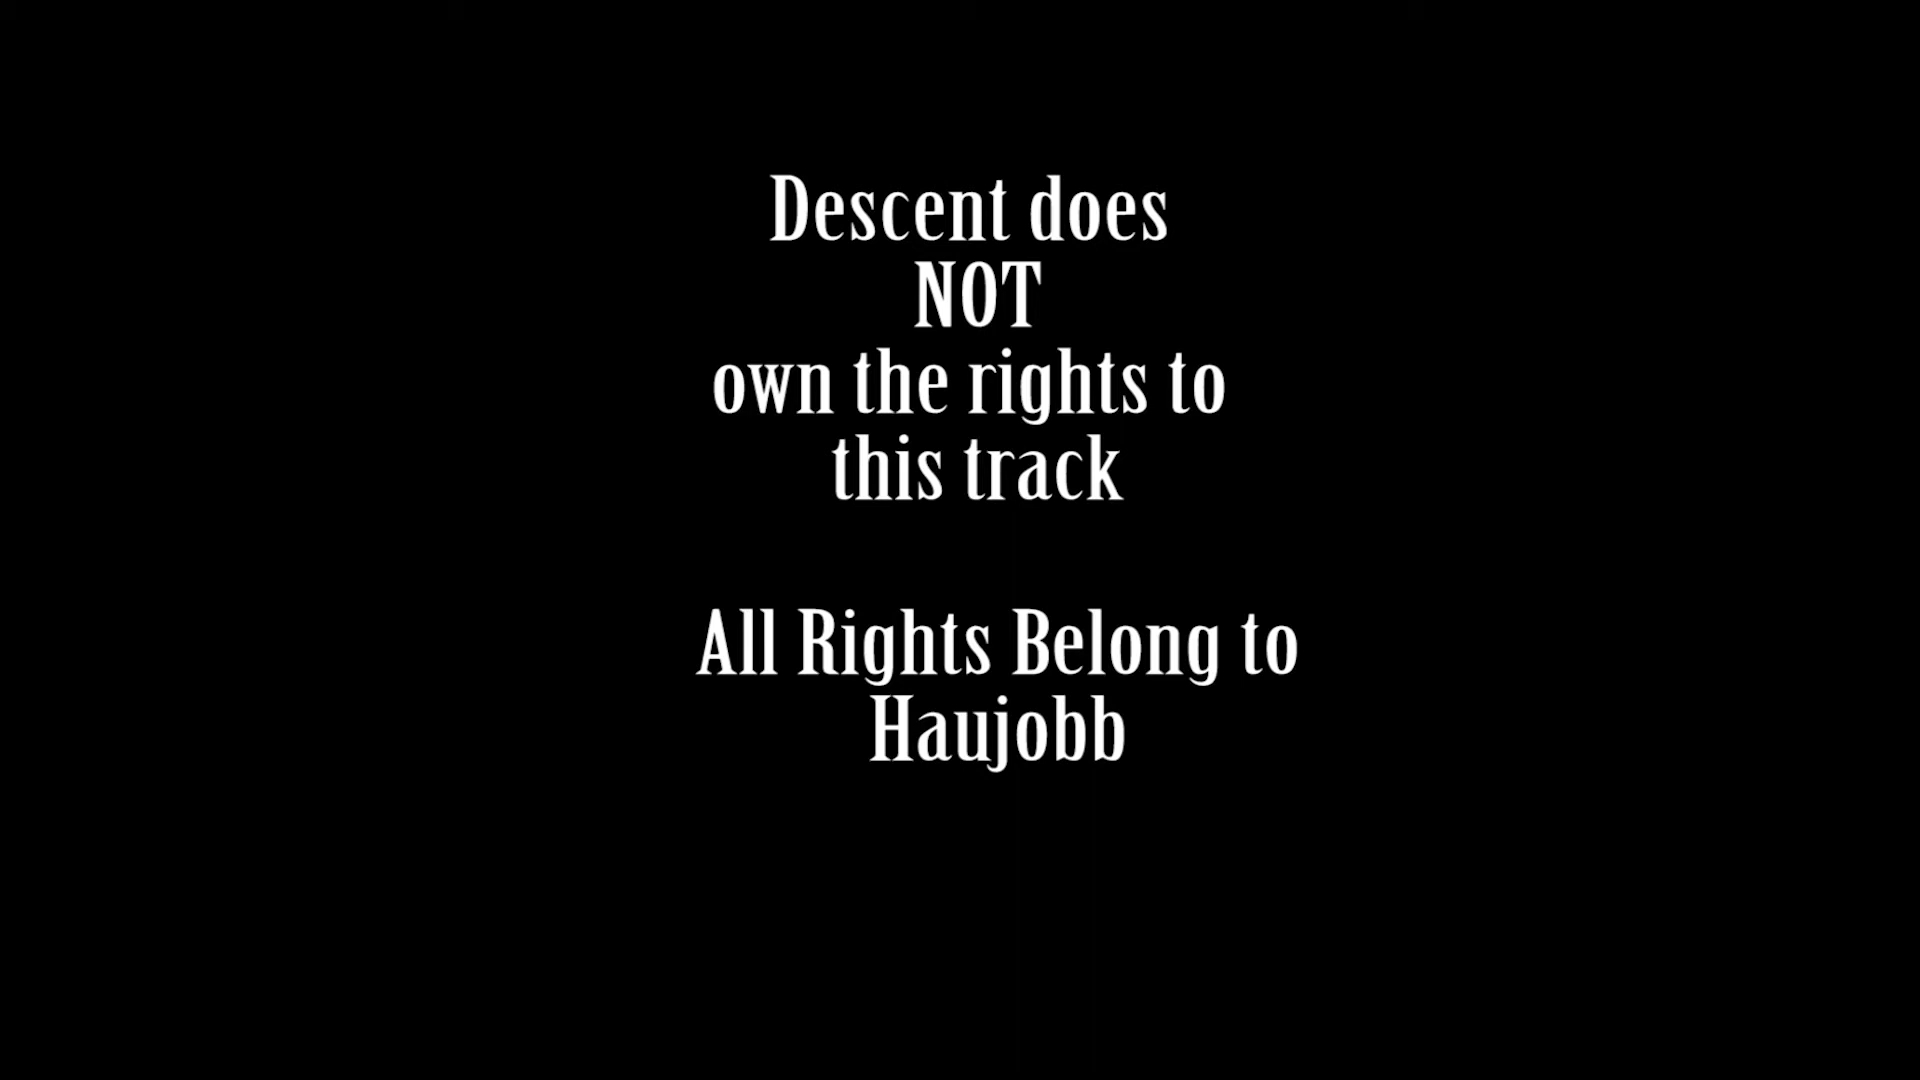 Descent does
NOT
own the rights to
this track
All Rights Belong to
Haujobb